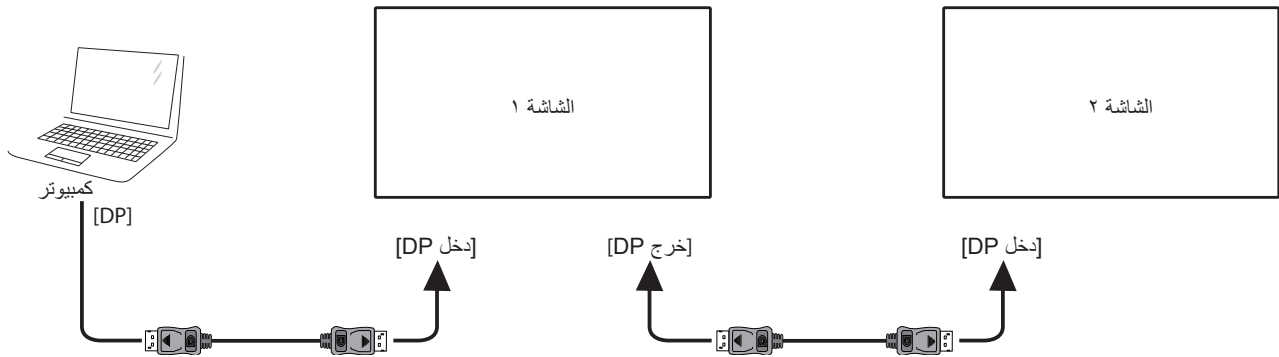 الشاشة ١
الشاشة ٢
كمبيوتر
[DP]
[دخل DP]
[خرج DP]
[دخل DP]